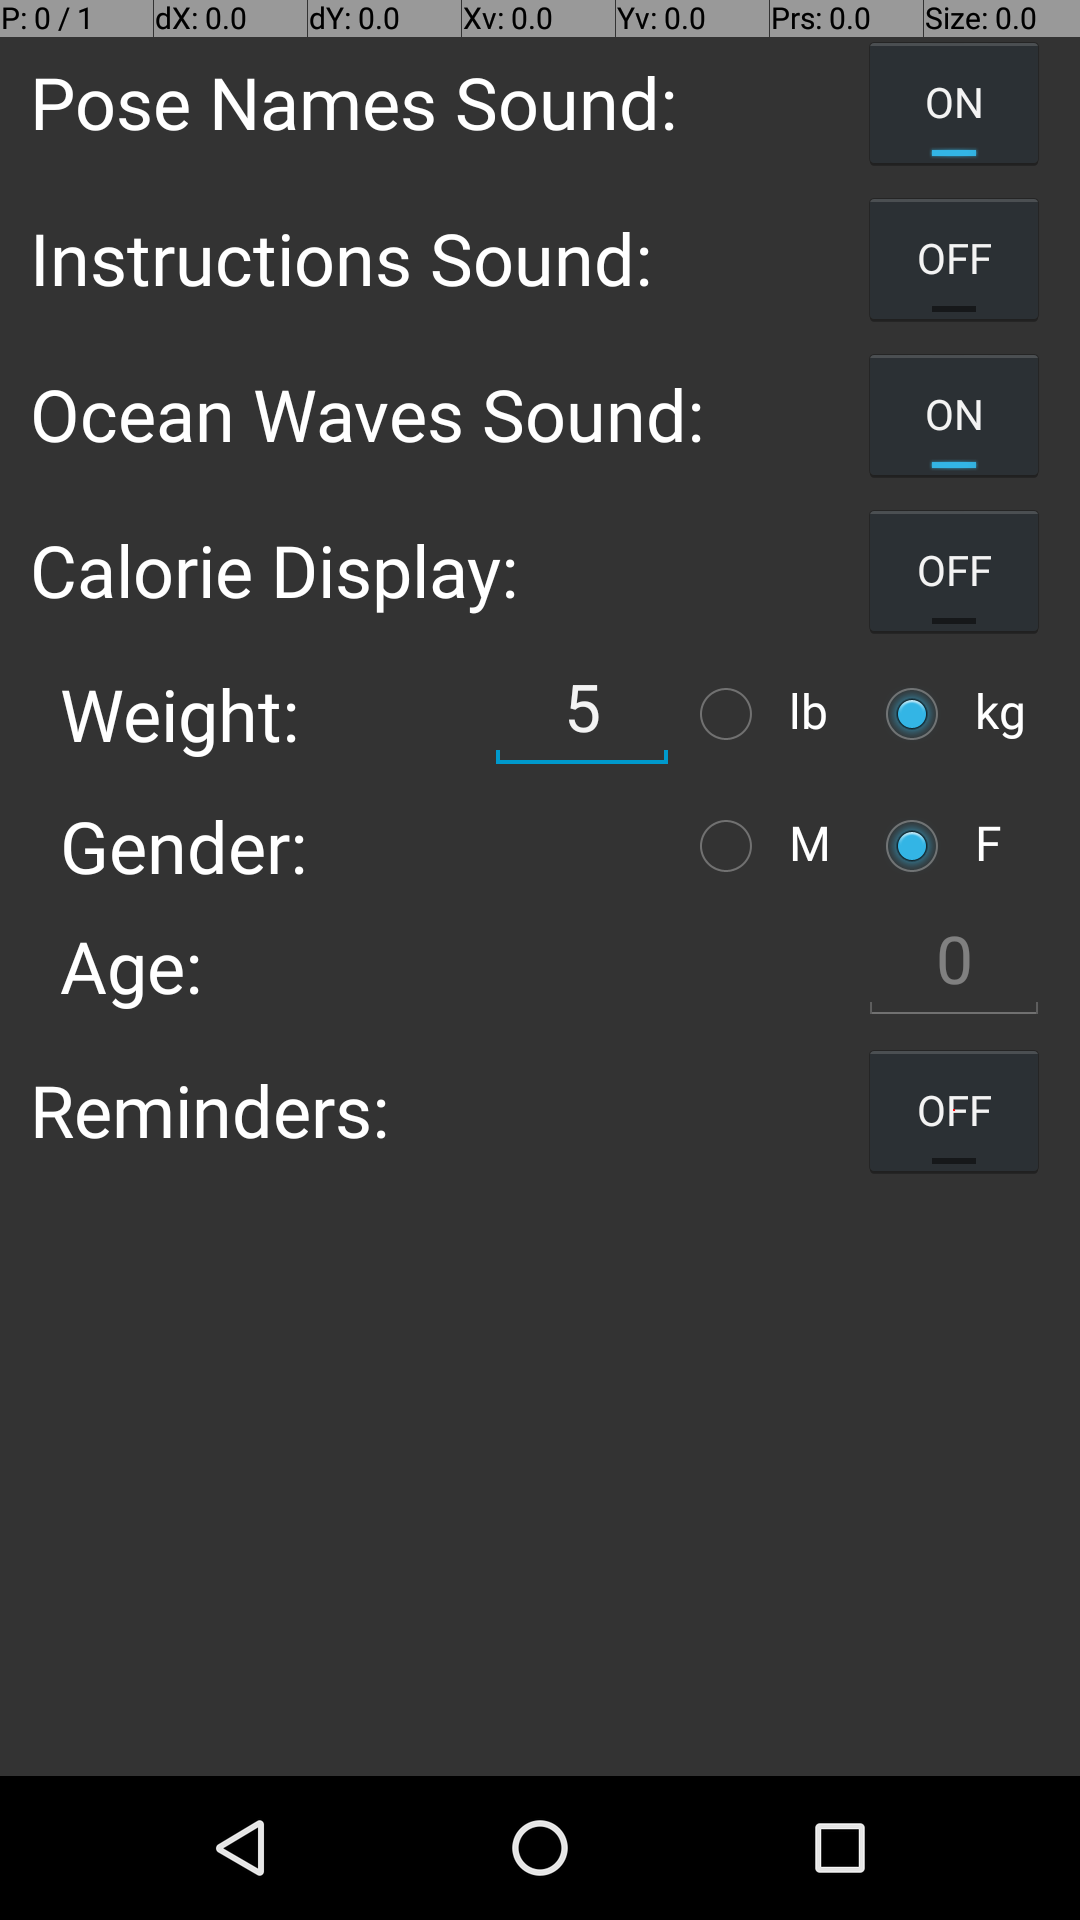 P: 0 / 1 dX: 0.0 dY: 0.0 Xv: 0.0 Yv: 0.0 Prs: 0.0 Size: 0.0
Pose Names Sound: ON
Instructions Sound: OFF
Ocean Waves Sound: ON
Calorie Display: OFF
Weight: 5 lb kg
Gender: M F
Age: 0
Reminders: OFF